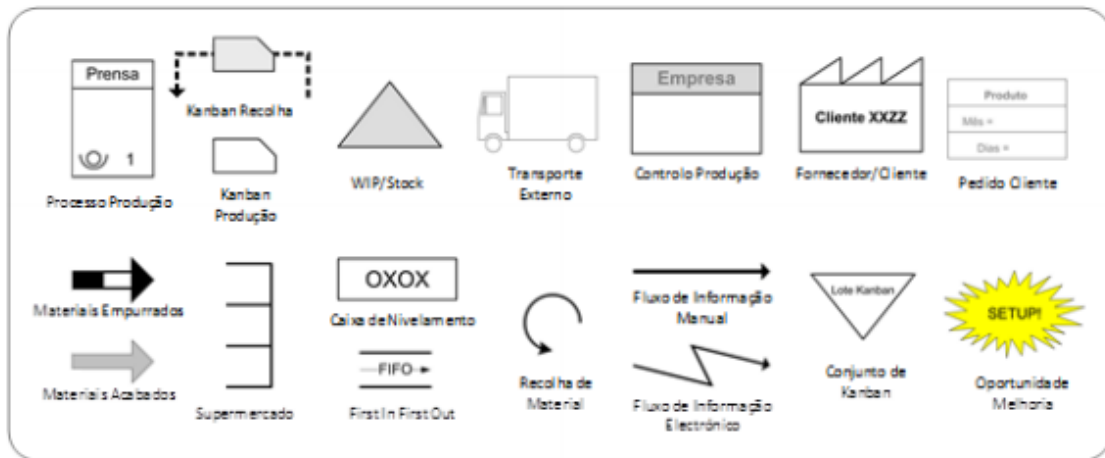 Prensa
1
Processo Produção
Kanban Recolha
Kanban
Produção
WIP/Stock
Transporte
Externo
Empresa
Controlo Produção
Cliente XXZZ
Fornecedor/Cliente
Produto
Mês =
Dias =
Pedido Cliente
Materiais Empurrados
Materiais Acabados
Supermercado
OXOX
Caixa de Nivelamento
FIFO
First In First Out
Recolha de
Material
Fluxo de Informação
Manual
Fluxo de Informação
Electrónico
Lote Kanban
Conjunto de
Kanban
SETUP!
Oportunidade
Melhoria